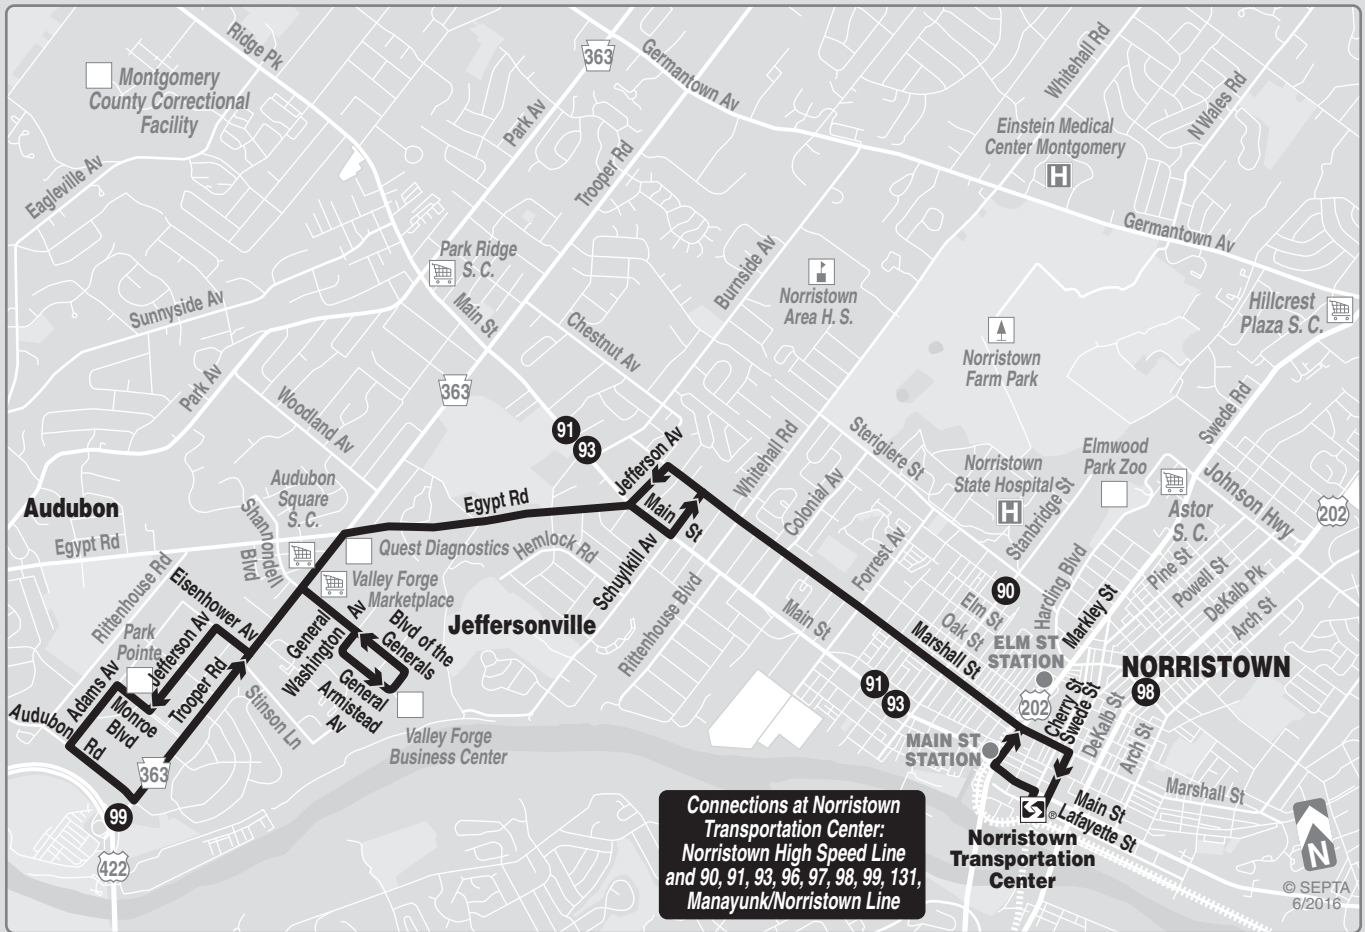 Ridge Pk
363
Germantown Av
Whitehall Rd
N Wales Rd
Montgomery
County Correctional
Facility
Park Av
Trooper Rd
Einstein Medical
Center Montgomery
H
Eagleville Av
Germantown Av
Park Ridge
S. C.
Burnside Av
Norristown
Area H. S.
Hillcrest
Plaza S. C.
Sunnyside Av
Main St
Chestnut Av
Norristown
Farm Park
Park Av
363
Woodland Av
Swede Rd
91
93
Jefferson Av
Whitehall Rd
Sterigiere St
Elmwood
Park Zoo
Norristown
State Hospital
H
Stanbridge St
Johnson Hwy
202
Astor
S. C.
Audubon
Square
S. C.
Audubon
Egypt Rd
Egypt Rd
Shannondell
Blvd
Main
St
Colonial Av
Quest Diagnostics
Hemlock Rd
Schuylkill Av
Forrest Av
Pine St
Powell St
DeKalb Pk
Arch St
Rittenhouse Rd
Eisenhower Av
Valley Forge
Marketplace
Rittenhouse Blvd
90
Harding Blvd
Markley St
Elm St
Oak St
Main St
Marshall St
Jeffersonville
General
Washington
Av
Blvd of the
Generals
General
Armistead
Av
Park
Pointe
Jefferson Av
Adams Av
Monroe
Blvd
Trooper Rd
Stinson Ln
Audubon
Rd
363
99
422
Valley Forge
Business Center
ELM ST
STATION
NORRISTOWN
91
93
98
202
Cherry St
Swede St
DeKalb St
Arch St
MAIN ST
STATION
Marshall St
Main St
Lafayette St
S
®
Norristown
Transportation
Center
Connections at Norristown
Transportation Center:
Norristown High Speed Line
and 90, 91, 93, 96, 97, 98, 99, 131,
Manayunk/Norristown Line
N
© SEPTA
6/2016